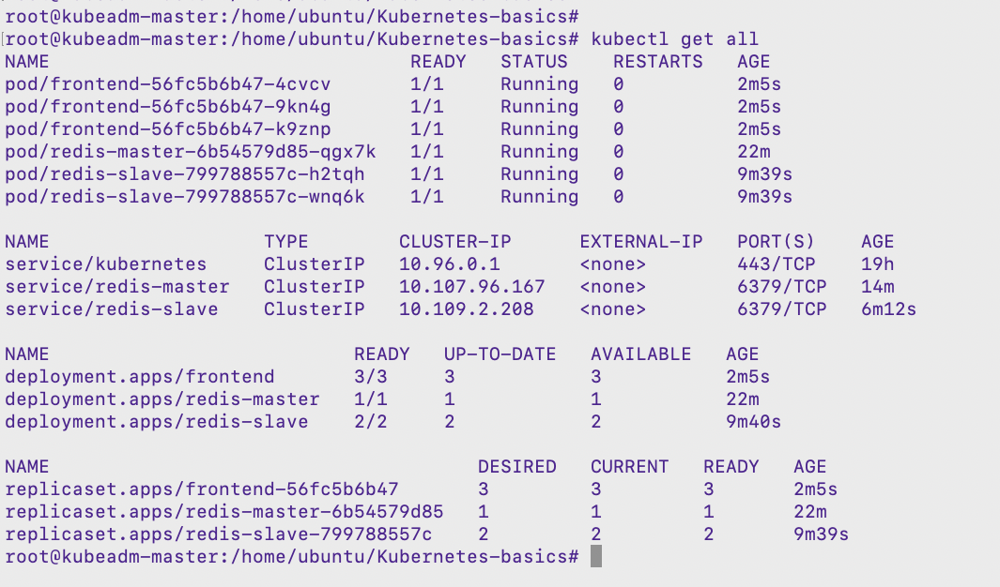 root@kubeadm-master:/home/ubuntu/Kubernetes-basics#
[root@kubeadm-master:/home/ubuntu/Kubernetes-basics# kubectl get all
NAME READY STATUS RESTARTS AGE
pod/frontend-56fc5b6b47-4cvcv 1/1 Running 0 2m5s
pod/frontend-56fc5b6b47-9kn4g 1/1 Running 0 2m5s
pod/frontend-56fc5b6b47-k9znp 1/1 Running 0 2m5s
pod/redis-master-6b54579d85-qgx7k 1/1 Running 0 22m
pod/redis-slave-799788557c-h2tqh 1/1 Running 0 9m39s
pod/redis-slave-799788557c-wnq6k 1/1 Running 0 9m39s
NAME TYPE CLUSTER-IP EXTERNAL-IP PORT(S) AGE
service/kubernetes ClusterIP 10.96.0.1 <none> 443/TCP 19h
service/redis-master ClusterIP 10.107.96.167 <none> 6379/TCP 14m
service/redis-slave ClusterIP 10.109.2.208 <none> 6379/TCP 6m12s
NAME READY UP-TO-DATE AVAILABLE AGE
deployment.apps/frontend 3/3 3 3 2m5s
deployment.apps/redis-master 1/1 1 1 22m
deployment.apps/redis-slave 2/2 2 2 9m40s
NAME DESIRED CURRENT READY AGE
replicaset.apps/frontend-56fc5b6b47 3 3 3 2m5s
replicaset.apps/redis-master-6b54579d85 1 1 1 22m
replicaset.apps/redis-slave-799788557c 2 2 2 9m39s
root@kubeadm-master:/home/ubuntu/Kubernetes-basics#